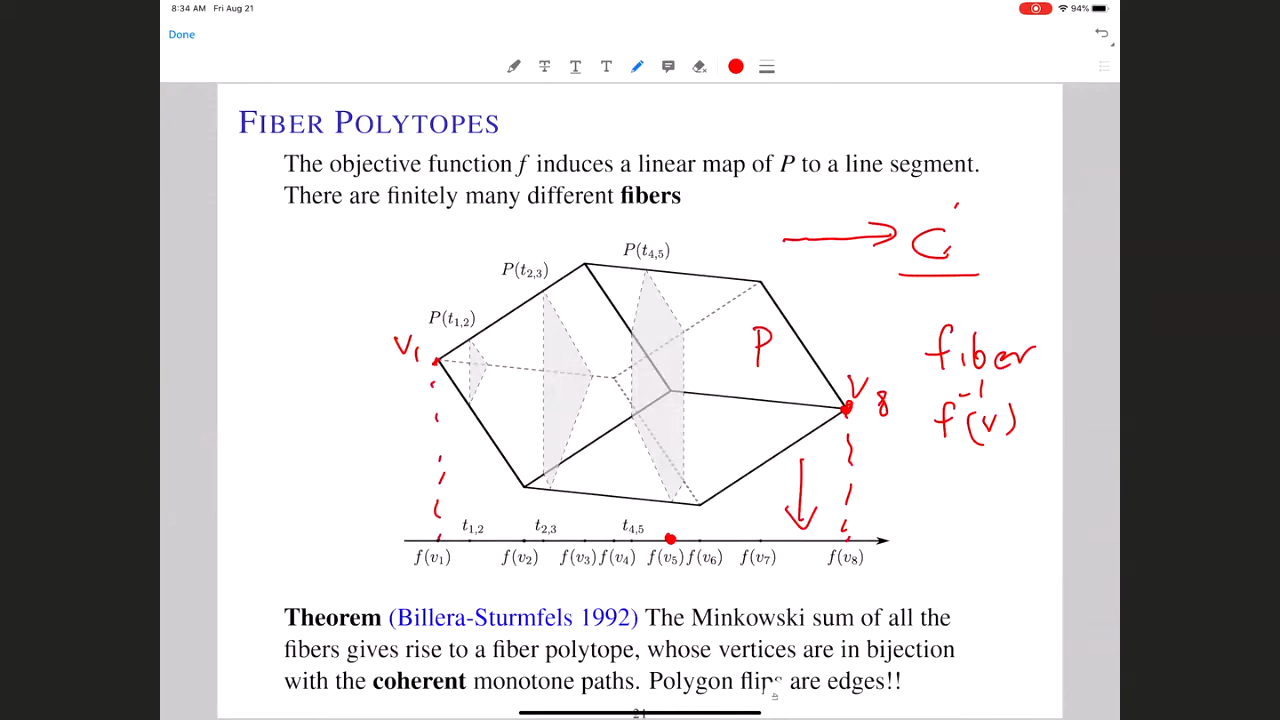 8:34 AM Fri Aug 21
94%
Done
FIBER POLYTOPES
The objective function f induces a linear map of P to a line segment.
There are finitely many different fibers
P(t4,5)
P(t2,3)
P(t1,2)
C
V1
P
fiber
V8
f⁻¹(v)
t1,2 t2,3 t4,5
f(v1) f(v2) f(v3) f(v4) f(v5) f(v6) f(v7) f(v8)
Theorem (Billera-Sturmfels 1992) The Minkowski sum of all the
fibers gives rise to a fiber polytope, whose vertices are in bijection
with the coherent monotone paths. Polygon flips are edges!!